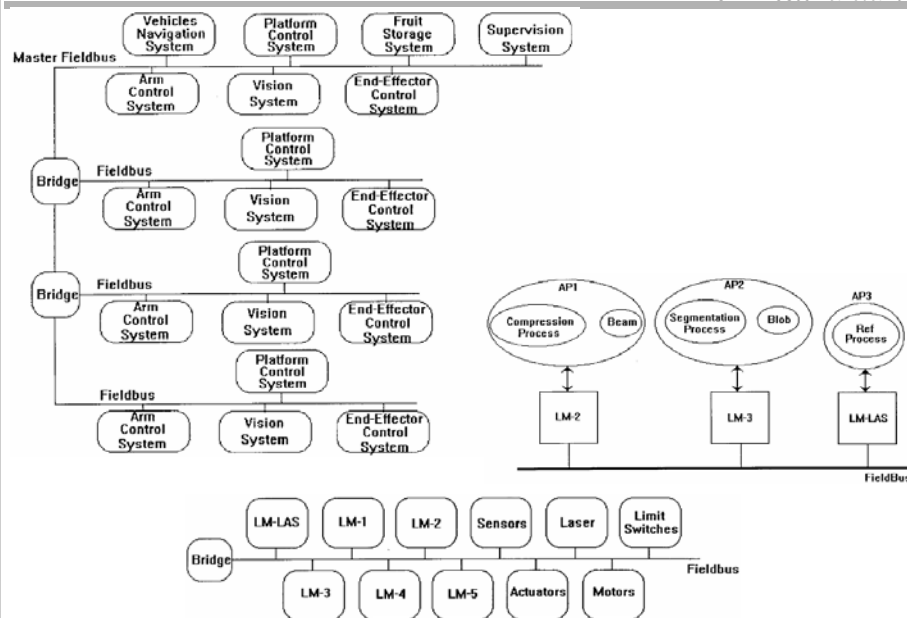 Vehicles
Navigation
System
Platform
Control
System
Fruit
Storage
System
Supervision
System
Master Fieldbus
Arm
Control
System
Vision
System
End-Effector
Control
System
Platform
Control
System
Fieldbus
Bridge
Arm
Control
System
Vision
System
End-Effector
Control
System
Platform
Control
System
Fieldbus
Bridge
Arm
Control
System
Vision
System
End-Effector
Control
System
Platform
Control
System
Fieldbus
Arm
Control
System
Vision
System
End-Effector
Control
System
AP1
Compression
Process
Beam
AP2
Segmentation
Process
Blob
AP3
Ref
Process
LM-2
LM-3
LM-LAS
FieldBus
LM-LAS
LM-1
LM-2
Sensors
Laser
Limit
Switches
Bridge
Fieldbus
LM-3
LM-4
LM-5
Actuators
Motors